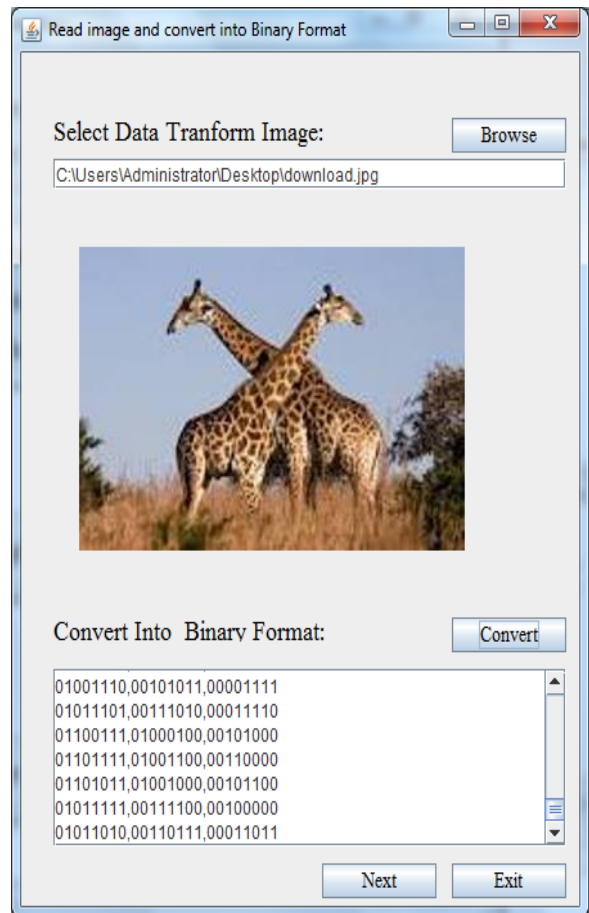 Read image and convert into Binary Format
Select Data Tranform Image:
Browse
C:\Users\Administrator\Desktop\download.jpg
Convert Into Binary Format:
Convert
01001110,00101011,00001111
01011101,00111010,00011110
01100111,01000100,00101000
01101111,01001100,00110000
01101011,01001000,00101100
01011111,00111100,00100000
01011010,00110111,00011011
Next
Exit